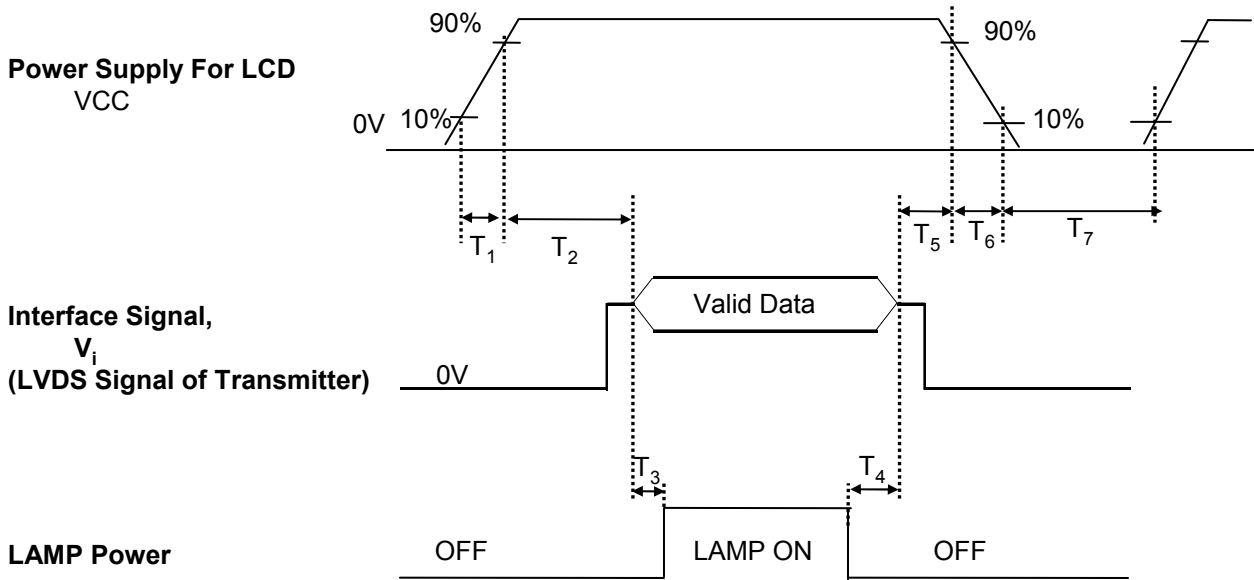 90%
90%
Power Supply For LCD
VCC
0V
10%
10%
T1
T2
T5
T6
T7
Valid Data
Interface Signal,
Vi
(LVDS Signal of Transmitter)
0V
T3
T4
LAMP Power
OFF
LAMP ON
OFF